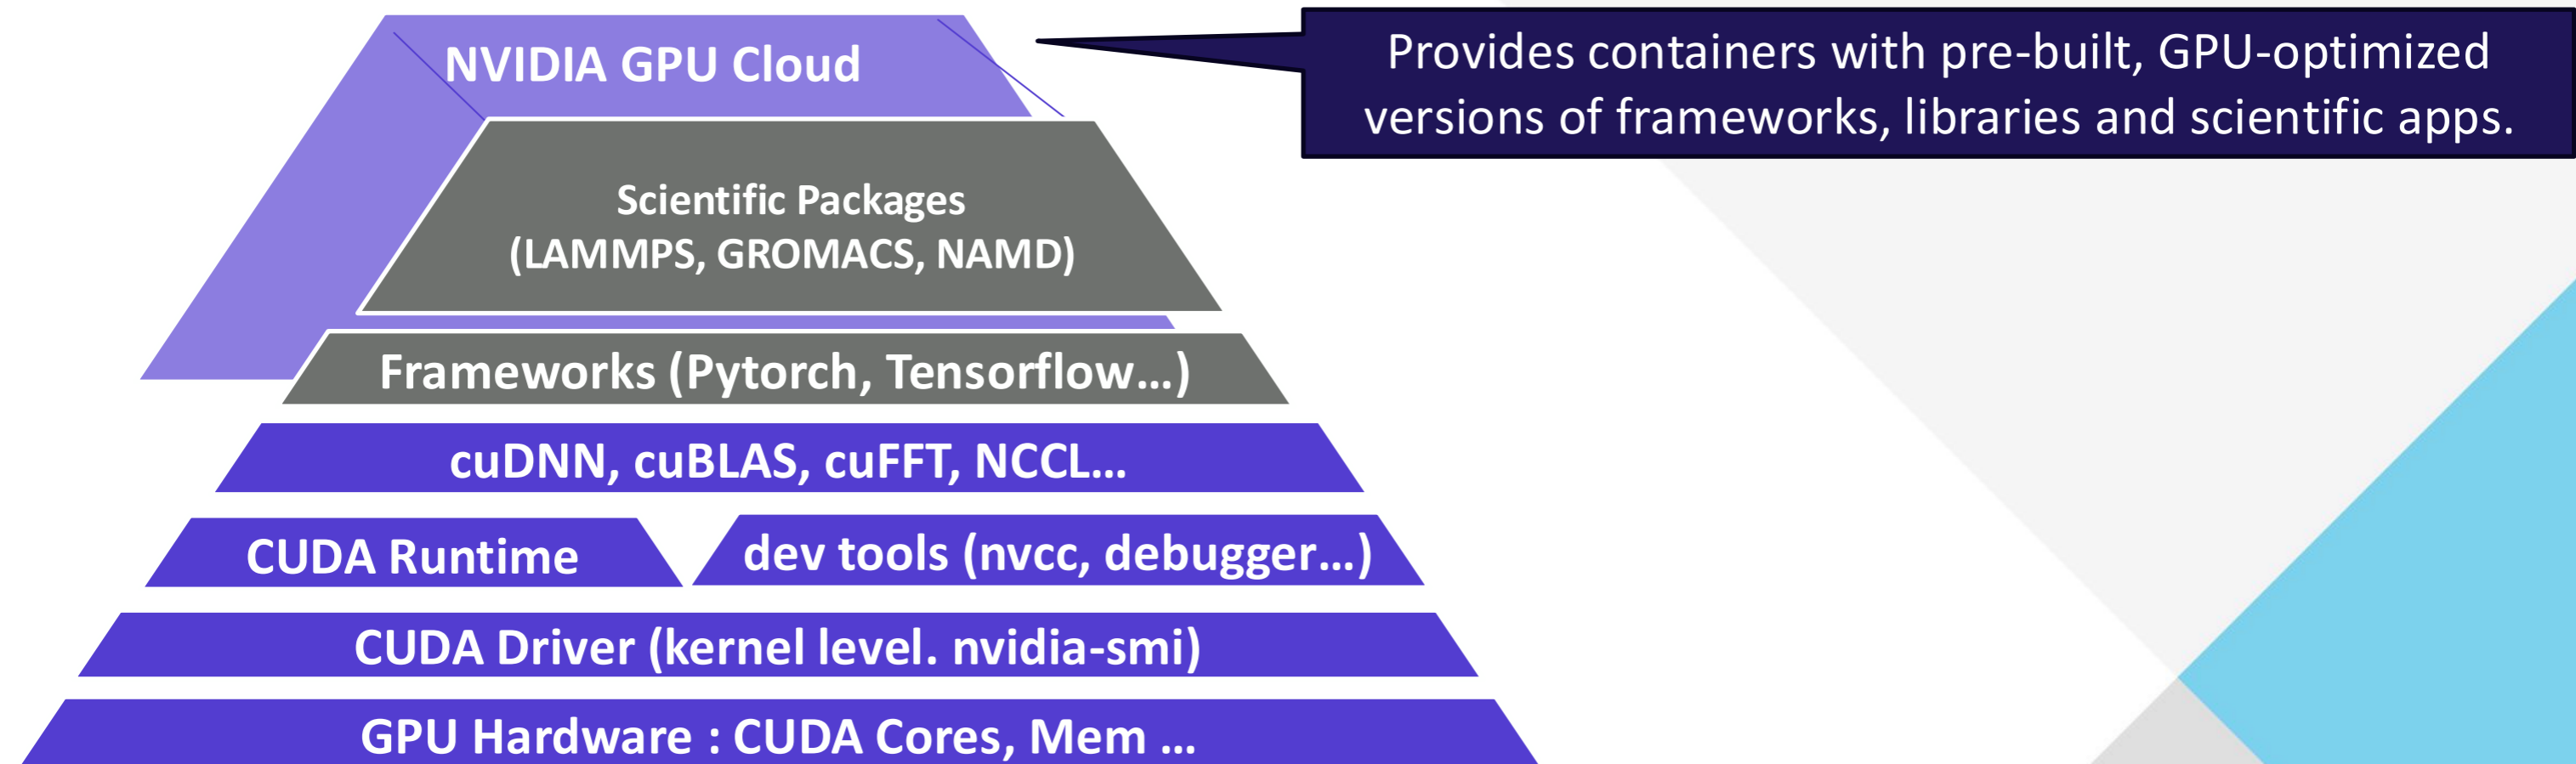 NVIDIA GPU Cloud
Provides containers with pre-built, GPU-optimized
versions of frameworks, libraries and scientific apps.
Scientific Packages
(LAMMPS, GROMACS, NAMD)
Frameworks (Pytorch, Tensorflow...)
cuDNN, cuBLAS, cuFFT, NCCL...
CUDA Runtime
dev tools (nvcc, debugger...)
CUDA Driver (kernel level. nvidia-smi)
GPU Hardware : CUDA Cores, Mem ...